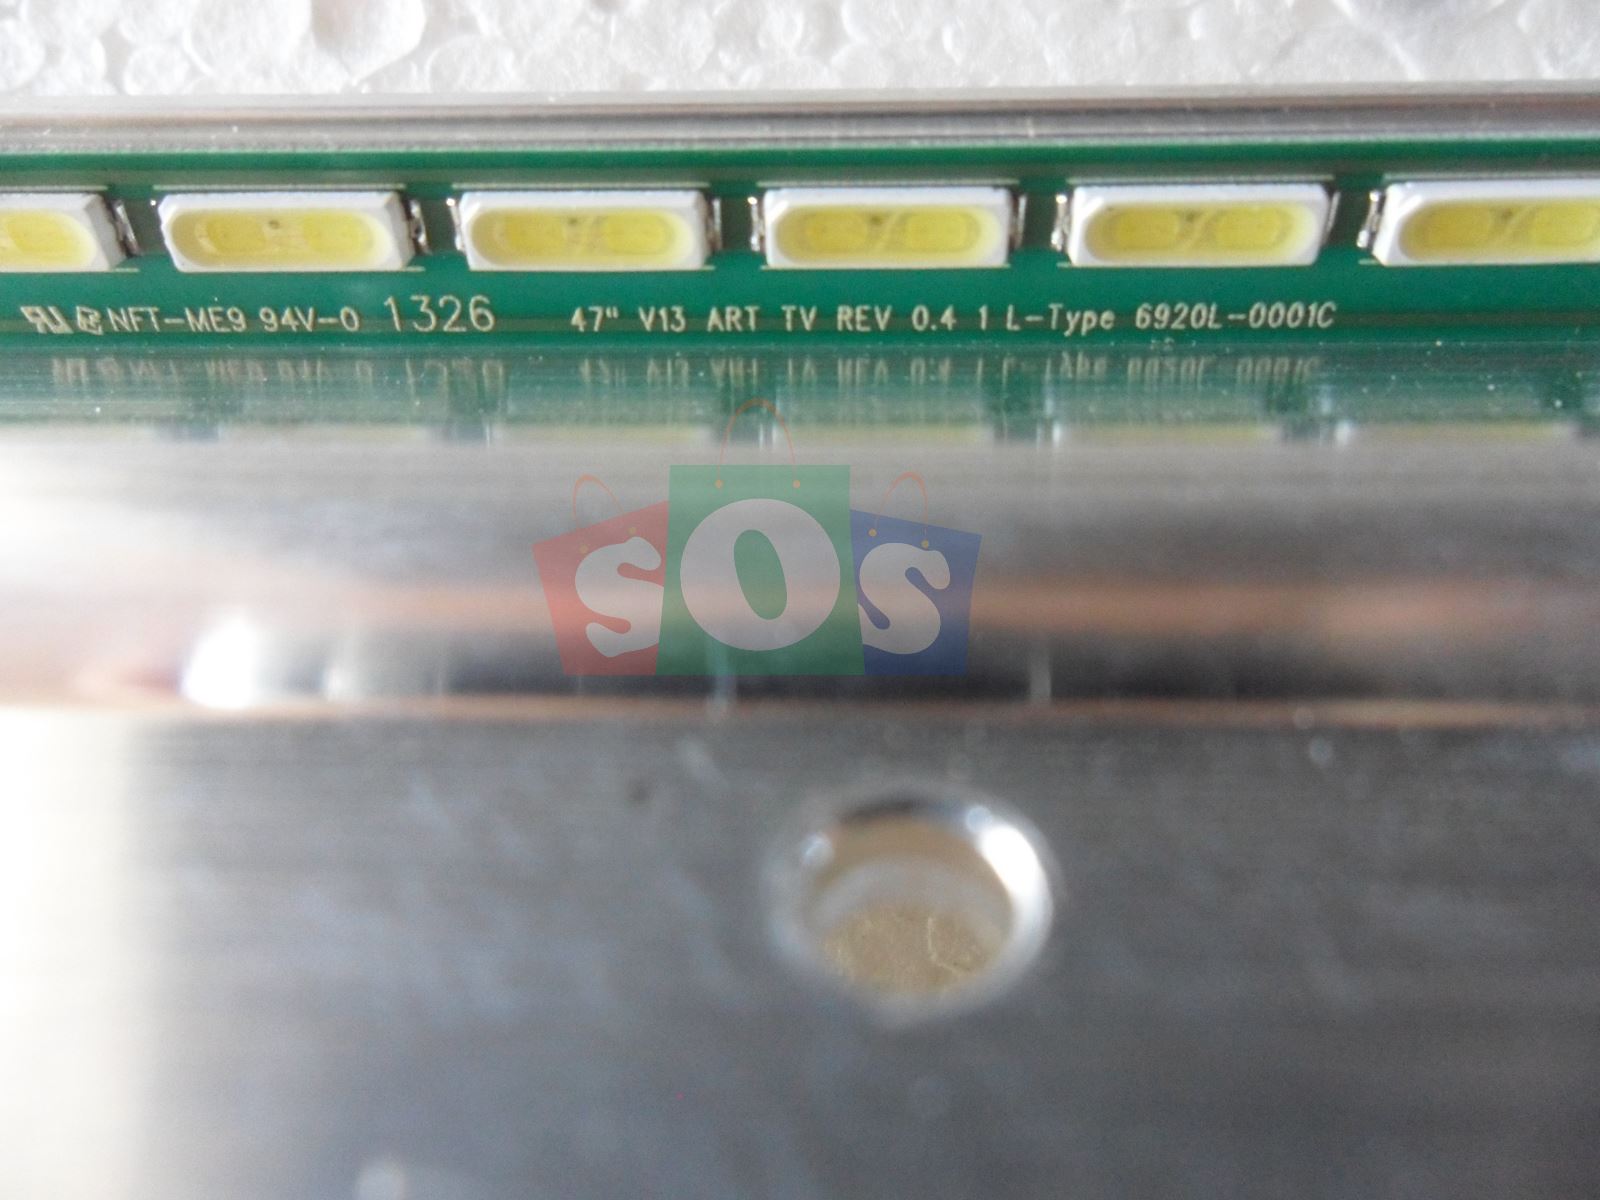 NFT-ME9 94V-0 1326 47" V13 ART TV REV 0.4 1 L-Type 6920L-0001C
SOS